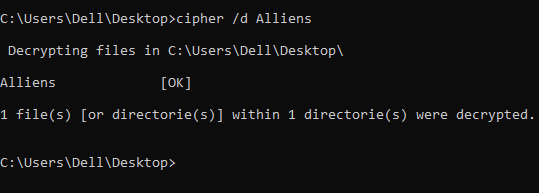 C:\Users\Dell\Desktop>cipher /d Alliens
Decrypting files in C:\Users\Dell\Desktop\
Alliens             [OK]
1 file(s) [or directorie(s)] within 1 directorie(s) were decrypted.
C:\Users\Dell\Desktop>